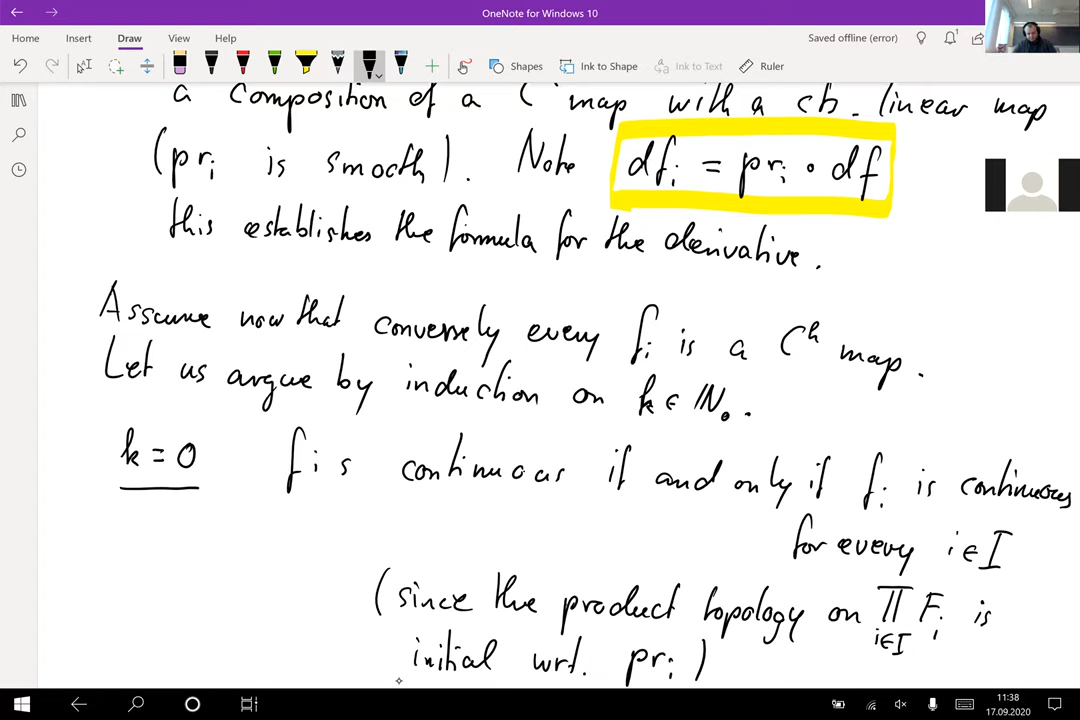 OneNote for Windows 10
Home Insert Draw View Help
Saved offline (error)
Shapes Ink to Shape Ink to Text Ruler
a composition of a C map with a cts. linear map
(pr_i is smooth). Note df_i = pr_i ∘ df
this establishes the formula for the derivative.
Assume now that conversely every f_i is a C^k map.
Let us argue by induction on k ∈ ℕ_0.
k = 0 f is continuous if and only if f_i is continuous
for every i ∈ I
(since the product topology on ∏_{i∈I} F_i is
initial wrt. pr_i)
11:38
17.09.2020